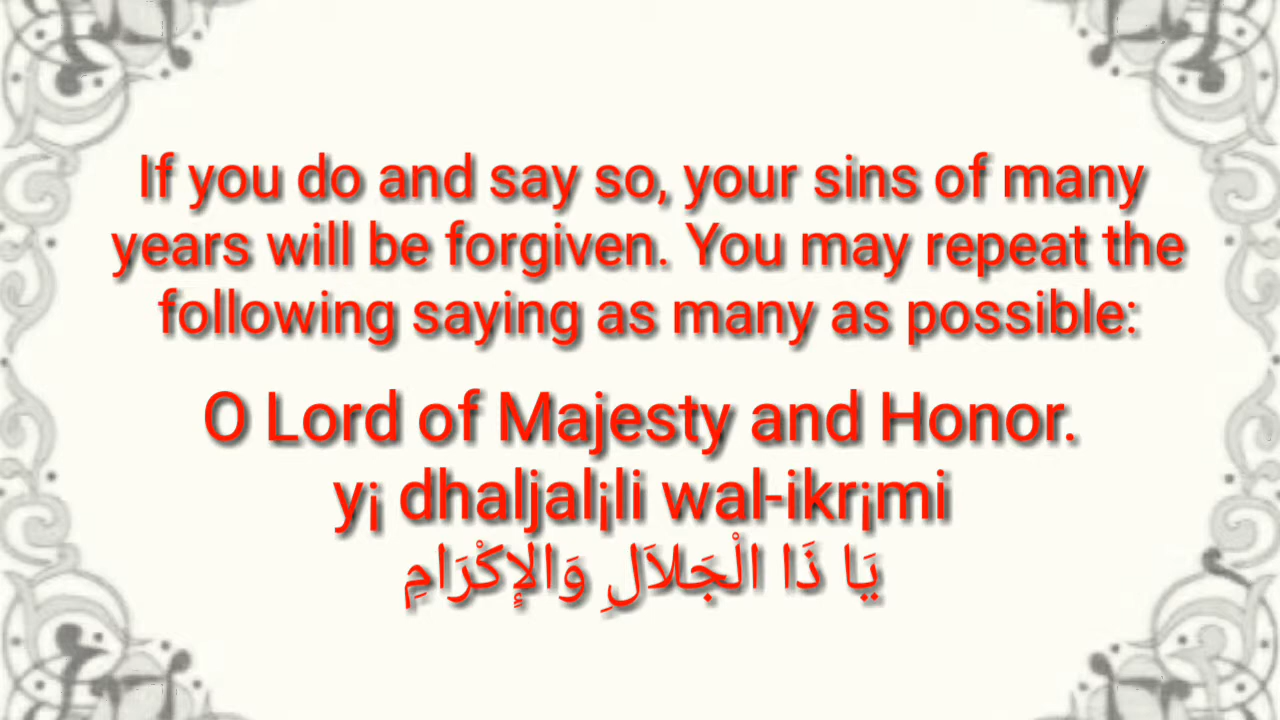 If you do and say so, your sins of many
years will be forgiven. You may repeat the
following saying as many as possible:
O Lord of Majesty and Honor.
y¡ dhaljal¡li wal-ikr¡mi
يَا ذَا الْجَلاَلِ وَالإِكْرَامِ